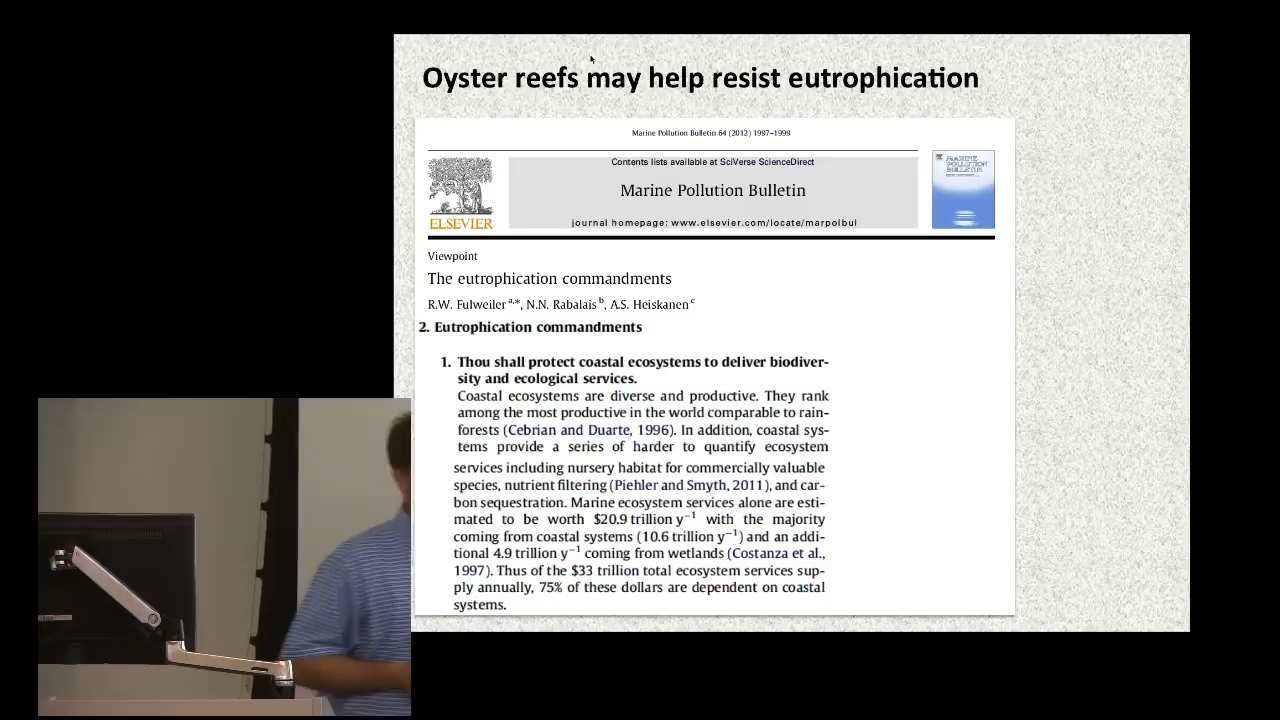 Oyster reefs may help resist eutrophication
Marine Pollution Bulletin 64 (2012) 1997–1999
Contents lists available at SciVerse ScienceDirect
Marine Pollution Bulletin
journal homepage: www.elsevier.com/locate/marpolbul
ELSEVIER
MARINE
POLLUTION
BULLETIN
Viewpoint
The eutrophication commandments
R.W. Fulweiler a,*, N.N. Rabalais b, A.S. Heiskanen c
2. Eutrophication commandments
1. Thou shall protect coastal ecosystems to deliver biodiver-
sity and ecological services.
Coastal ecosystems are diverse and productive. They rank
among the most productive in the world comparable to rain-
forests (Cebrian and Duarte, 1996). In addition, coastal sys-
tems provide a series of harder to quantify ecosystem
services including nursery habitat for commercially valuable
species, nutrient filtering (Piehler and Smyth, 2011), and car-
bon sequestration. Marine ecosystem services alone are esti-
mated to be worth $20.9 trillion y−1 with the majority
coming from coastal systems (10.6 trillion y−1) and an addi-
tional 4.9 trillion y−1 coming from wetlands (Costanza et al.,
1997). Thus of the $33 trillion total ecosystem services sup-
ply annually, 75% of these dollars are dependent on coastal
systems.